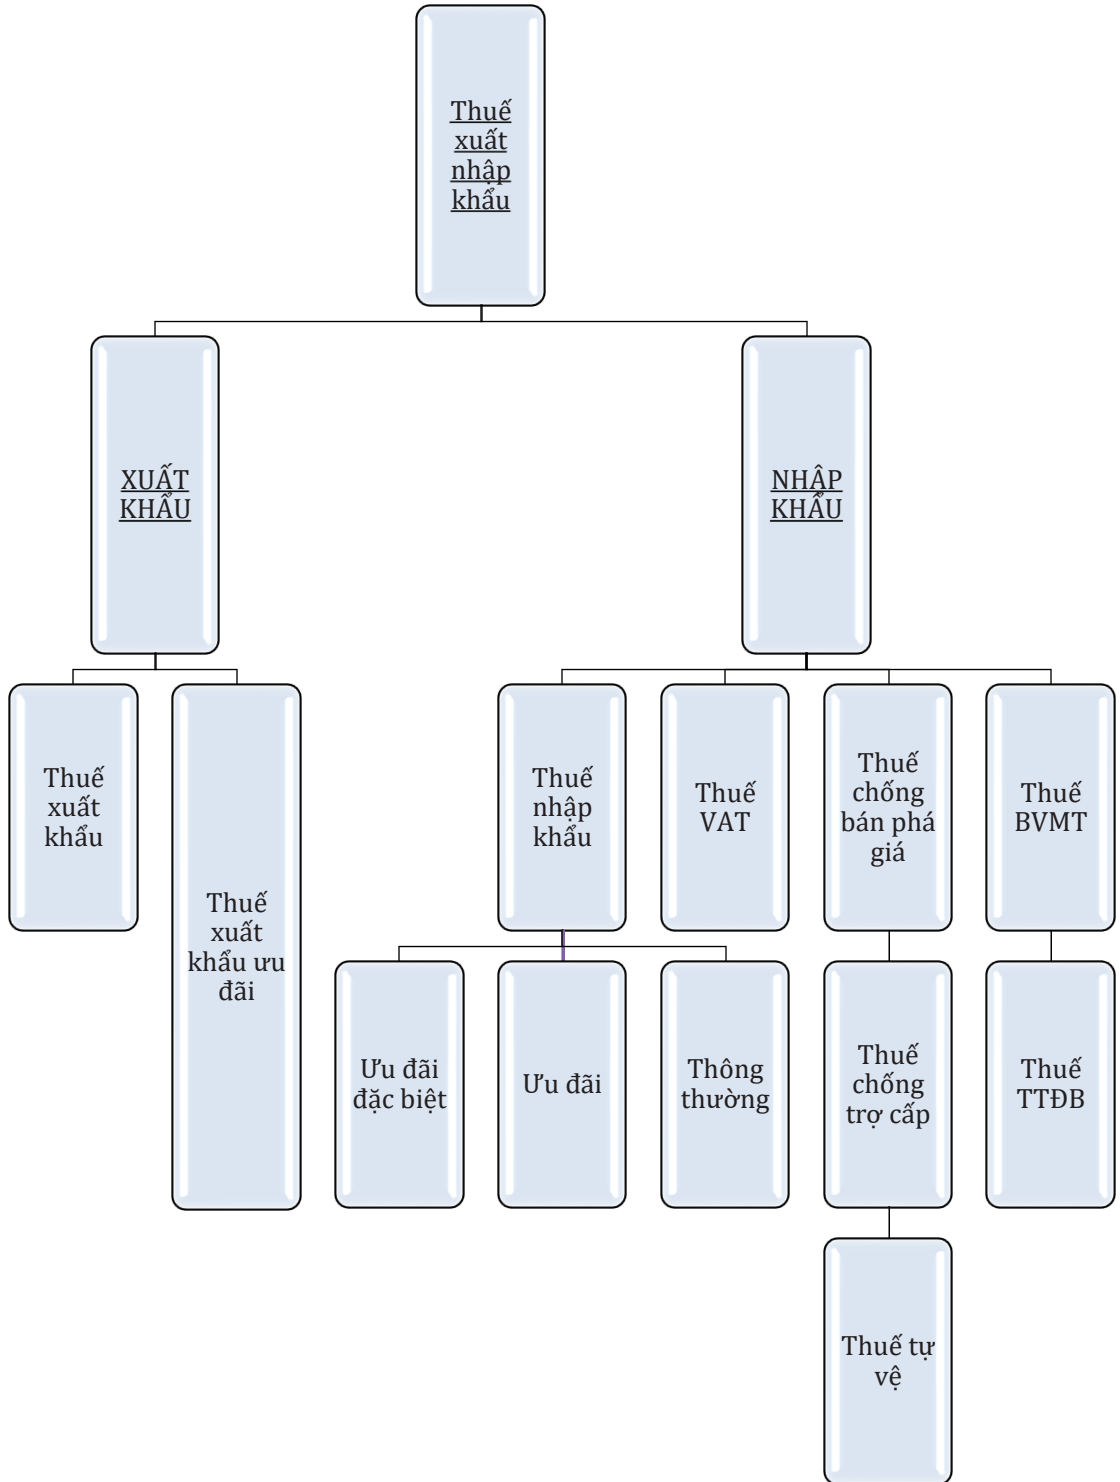 Thuế
xuất
nhập
khẩu
XUẤT
KHẨU
NHẬP
KHẨU
Thuế
xuất
khẩu
Thuế
xuất
khẩu ưu
đãi
Thuế
nhập
khẩu
Thuế
VAT
Thuế
chống
bán phá
giá
Thuế
BVMT
Ưu đãi
đặc biệt
Ưu đãi
Thông
thường
Thuế
chống
trợ cấp
Thuế
TTĐB
Thuế tự
vệ